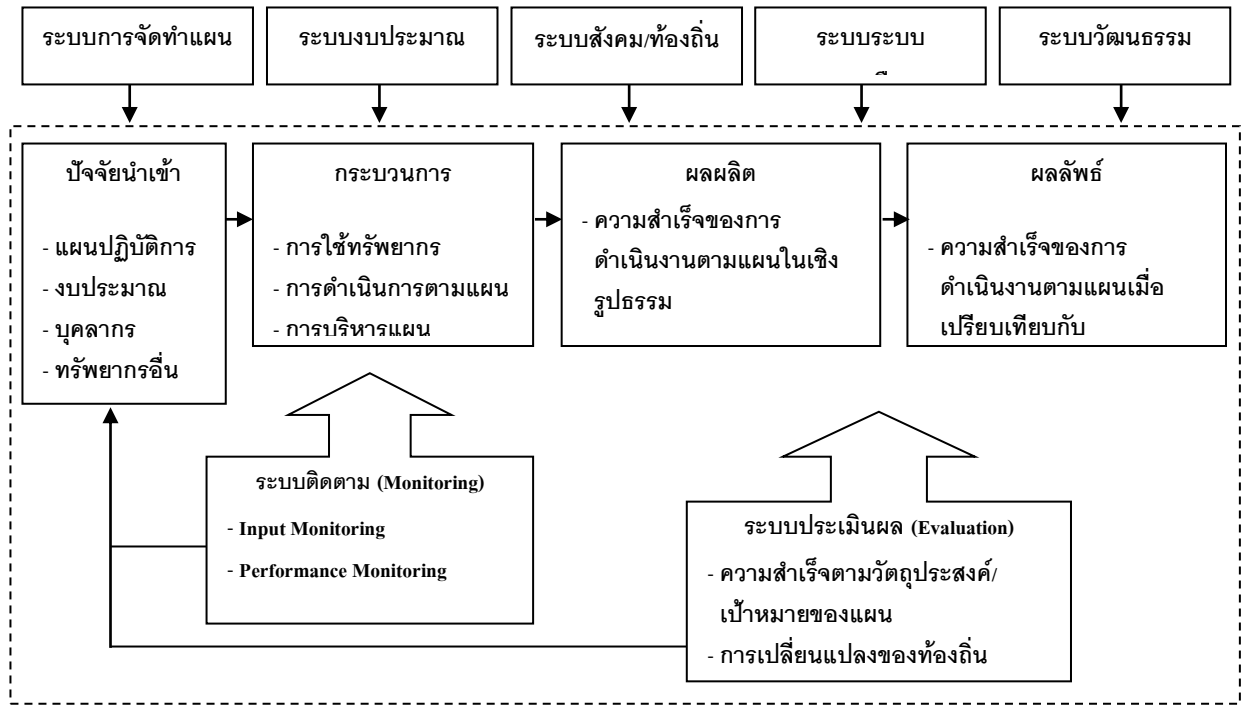 ระบบการจัดทำแผน
ระบบงบประมาณ
ระบบสังคม/ท้องถิ่น
ระบบระบบ
ระบบวัฒนธรรม
ปัจจัยนำเข้า
- แผนปฏิบัติการ
- งบประมาณ
- บุคลากร
- ทรัพยากรอื่น
กระบวนการ
- การใช้ทรัพยากร
- การดำเนินการตามแผน
- การบริหารแผน
ผลผลิต
- ความสำเร็จของการ
ดำเนินงานตามแผนในเชิง
รูปธรรม
ผลลัพธ์
- ความสำเร็จของการ
ดำเนินงานตามแผนเมื่อ
เปรียบเทียบกับ
ระบบติดตาม (Monitoring)
- Input Monitoring
- Performance Monitoring
ระบบประเมินผล (Evaluation)
- ความสำเร็จตามวัตถุประสงค์/
เป้าหมายของแผน
- การเปลี่ยนแปลงของท้องถิ่น